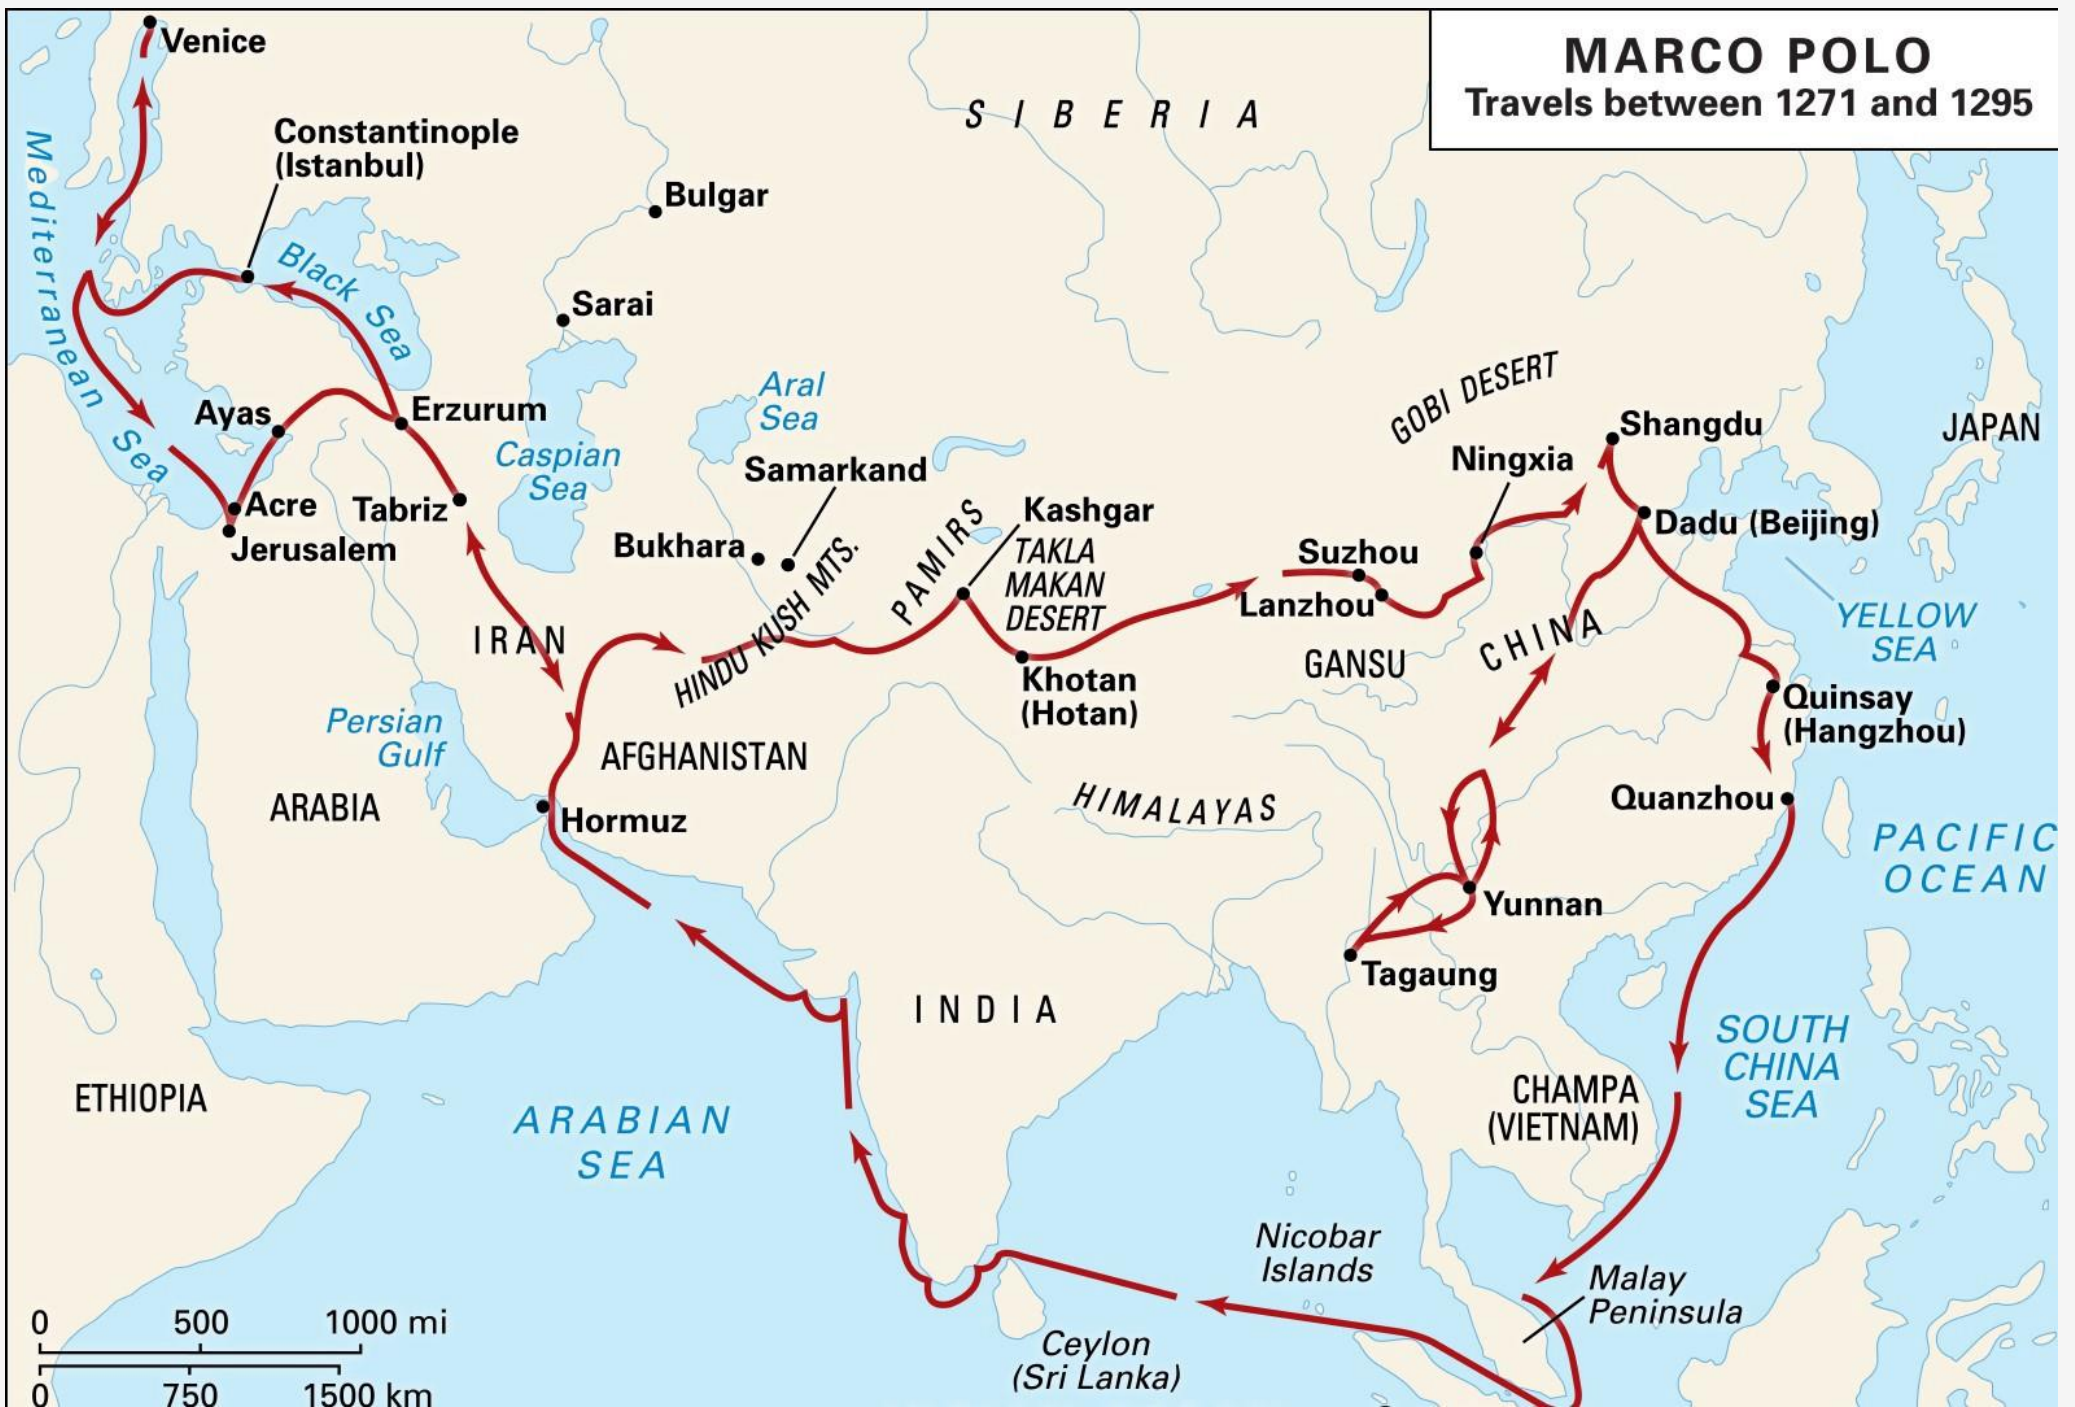 MARCO POLO
Travels between 1271 and 1295
Venice
SIBERIA
Constantinople
(Istanbul)
Bulgar
Mediterranean Sea
Black Sea
Sarai
Aral
Sea
GOBI DESERT
Ayas
Erzurum
Shangdu
JAPAN
Caspian
Sea
Samarkand
Ningxia
Acre
Tabriz
Kashgar
Dadu (Beijing)
Jerusalem
Bukhara
PAMIRS
TAKLA
MAKAN
DESERT
Suzhou
Lanzhou
HINDU KUSH MTS.
IRAN
CHINA
YELLOW
SEA
GANSU
Khotan
(Hotan)
Quinsay
(Hangzhou)
Persian
Gulf
AFGHANISTAN
ARABIA
HIMALAYAS
Quanzhou
Hormuz
PACIFIC
OCEAN
Yunnan
Tagaung
INDIA
SOUTH
CHINA
SEA
ETHIOPIA
ARABIAN
SEA
CHAMPA
(VIETNAM)
Nicobar
Islands
Malay
Peninsula
Ceylon
(Sri Lanka)
0 500 1000 mi
0 750 1500 km